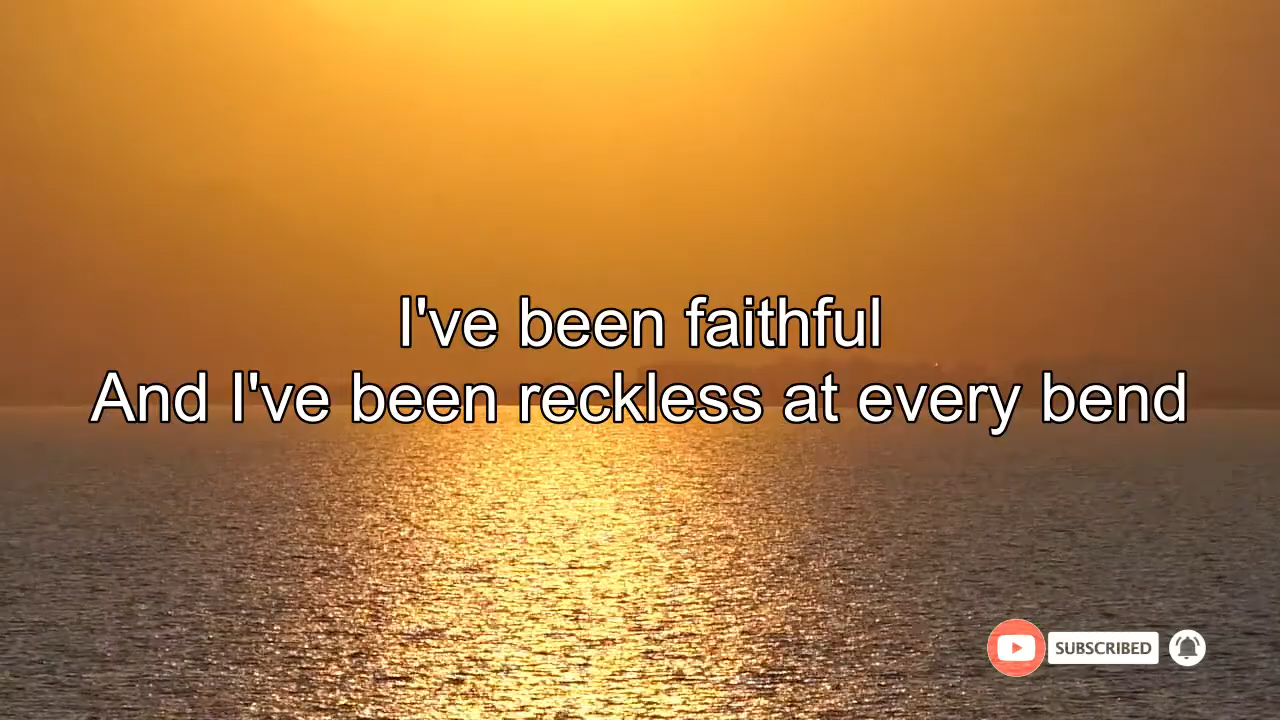 I've been faithful
And I've been reckless at every bend
SUBSCRIBED